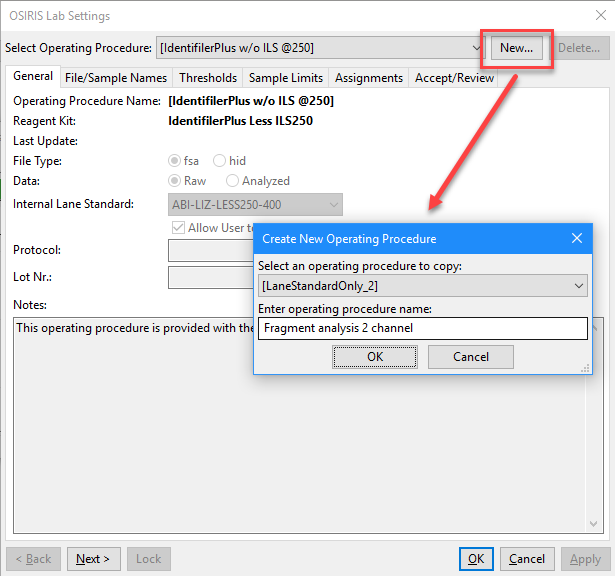 OSIRIS Lab Settings
Select Operating Procedure: [IdentifilerPlus w/o ILS @250] New... Delete...
General File/Sample Names Thresholds Sample Limits Assignments Accept/Review
Operating Procedure Name: [IdentifilerPlus w/o ILS @250]
Reagent Kit: IdentifilerPlus Less ILS250
Last Update:
File Type: fsa hid
Data: Raw Analyzed
Internal Lane Standard: ABI-LIZ-LESS250-400
Allow User to
Protocol:
Lot Nr.:
Notes:
This operating procedure is provided with the
Create New Operating Procedure
Select an operating procedure to copy:
[LaneStandardOnly_2]
Enter operating procedure name:
Fragment analysis 2 channel
OK Cancel
< Back Next > Lock OK Cancel Apply